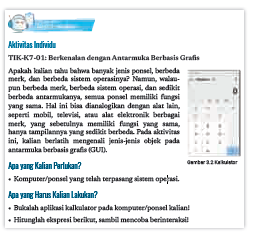 Aktivitas Individu
TIK-K7-01: Berkenalan dengan Antarmuka Berbasis Grafis
Apakah kalian tahu bahwa banyak jenis ponsel, berbeda
merk, dan berbeda sistem operasinya? Namun, walau-
pun berbeda merk, berbeda sistem operasi, dan sedikit
berbeda antarmukanya, semua ponsel memiliki fungsi
yang sama. Hal ini bisa dianalogikan dengan alat lain,
seperti mobil, televisi, atau alat elektronik berbagai
merk, yang sebetulnya memiliki fungsi yang sama,
hanya tampilannya yang sedikit berbeda. Pada aktivitas
ini, kalian berlatih mengenali jenis-jenis objek pada
antarmuka berbasis grafis (GUI).
Gambar 3.2 Kalkulator
Apa yang Kalian Perlukan?
• Komputer/ponsel yang telah terpasang sistem operasi.
Apa yang Harus Kalian Lakukan?
• Bukalah aplikasi kalkulator pada komputer/ponsel kalian!
• Hitunglah ekspresi berikut, sambil mencoba berinteraksi!